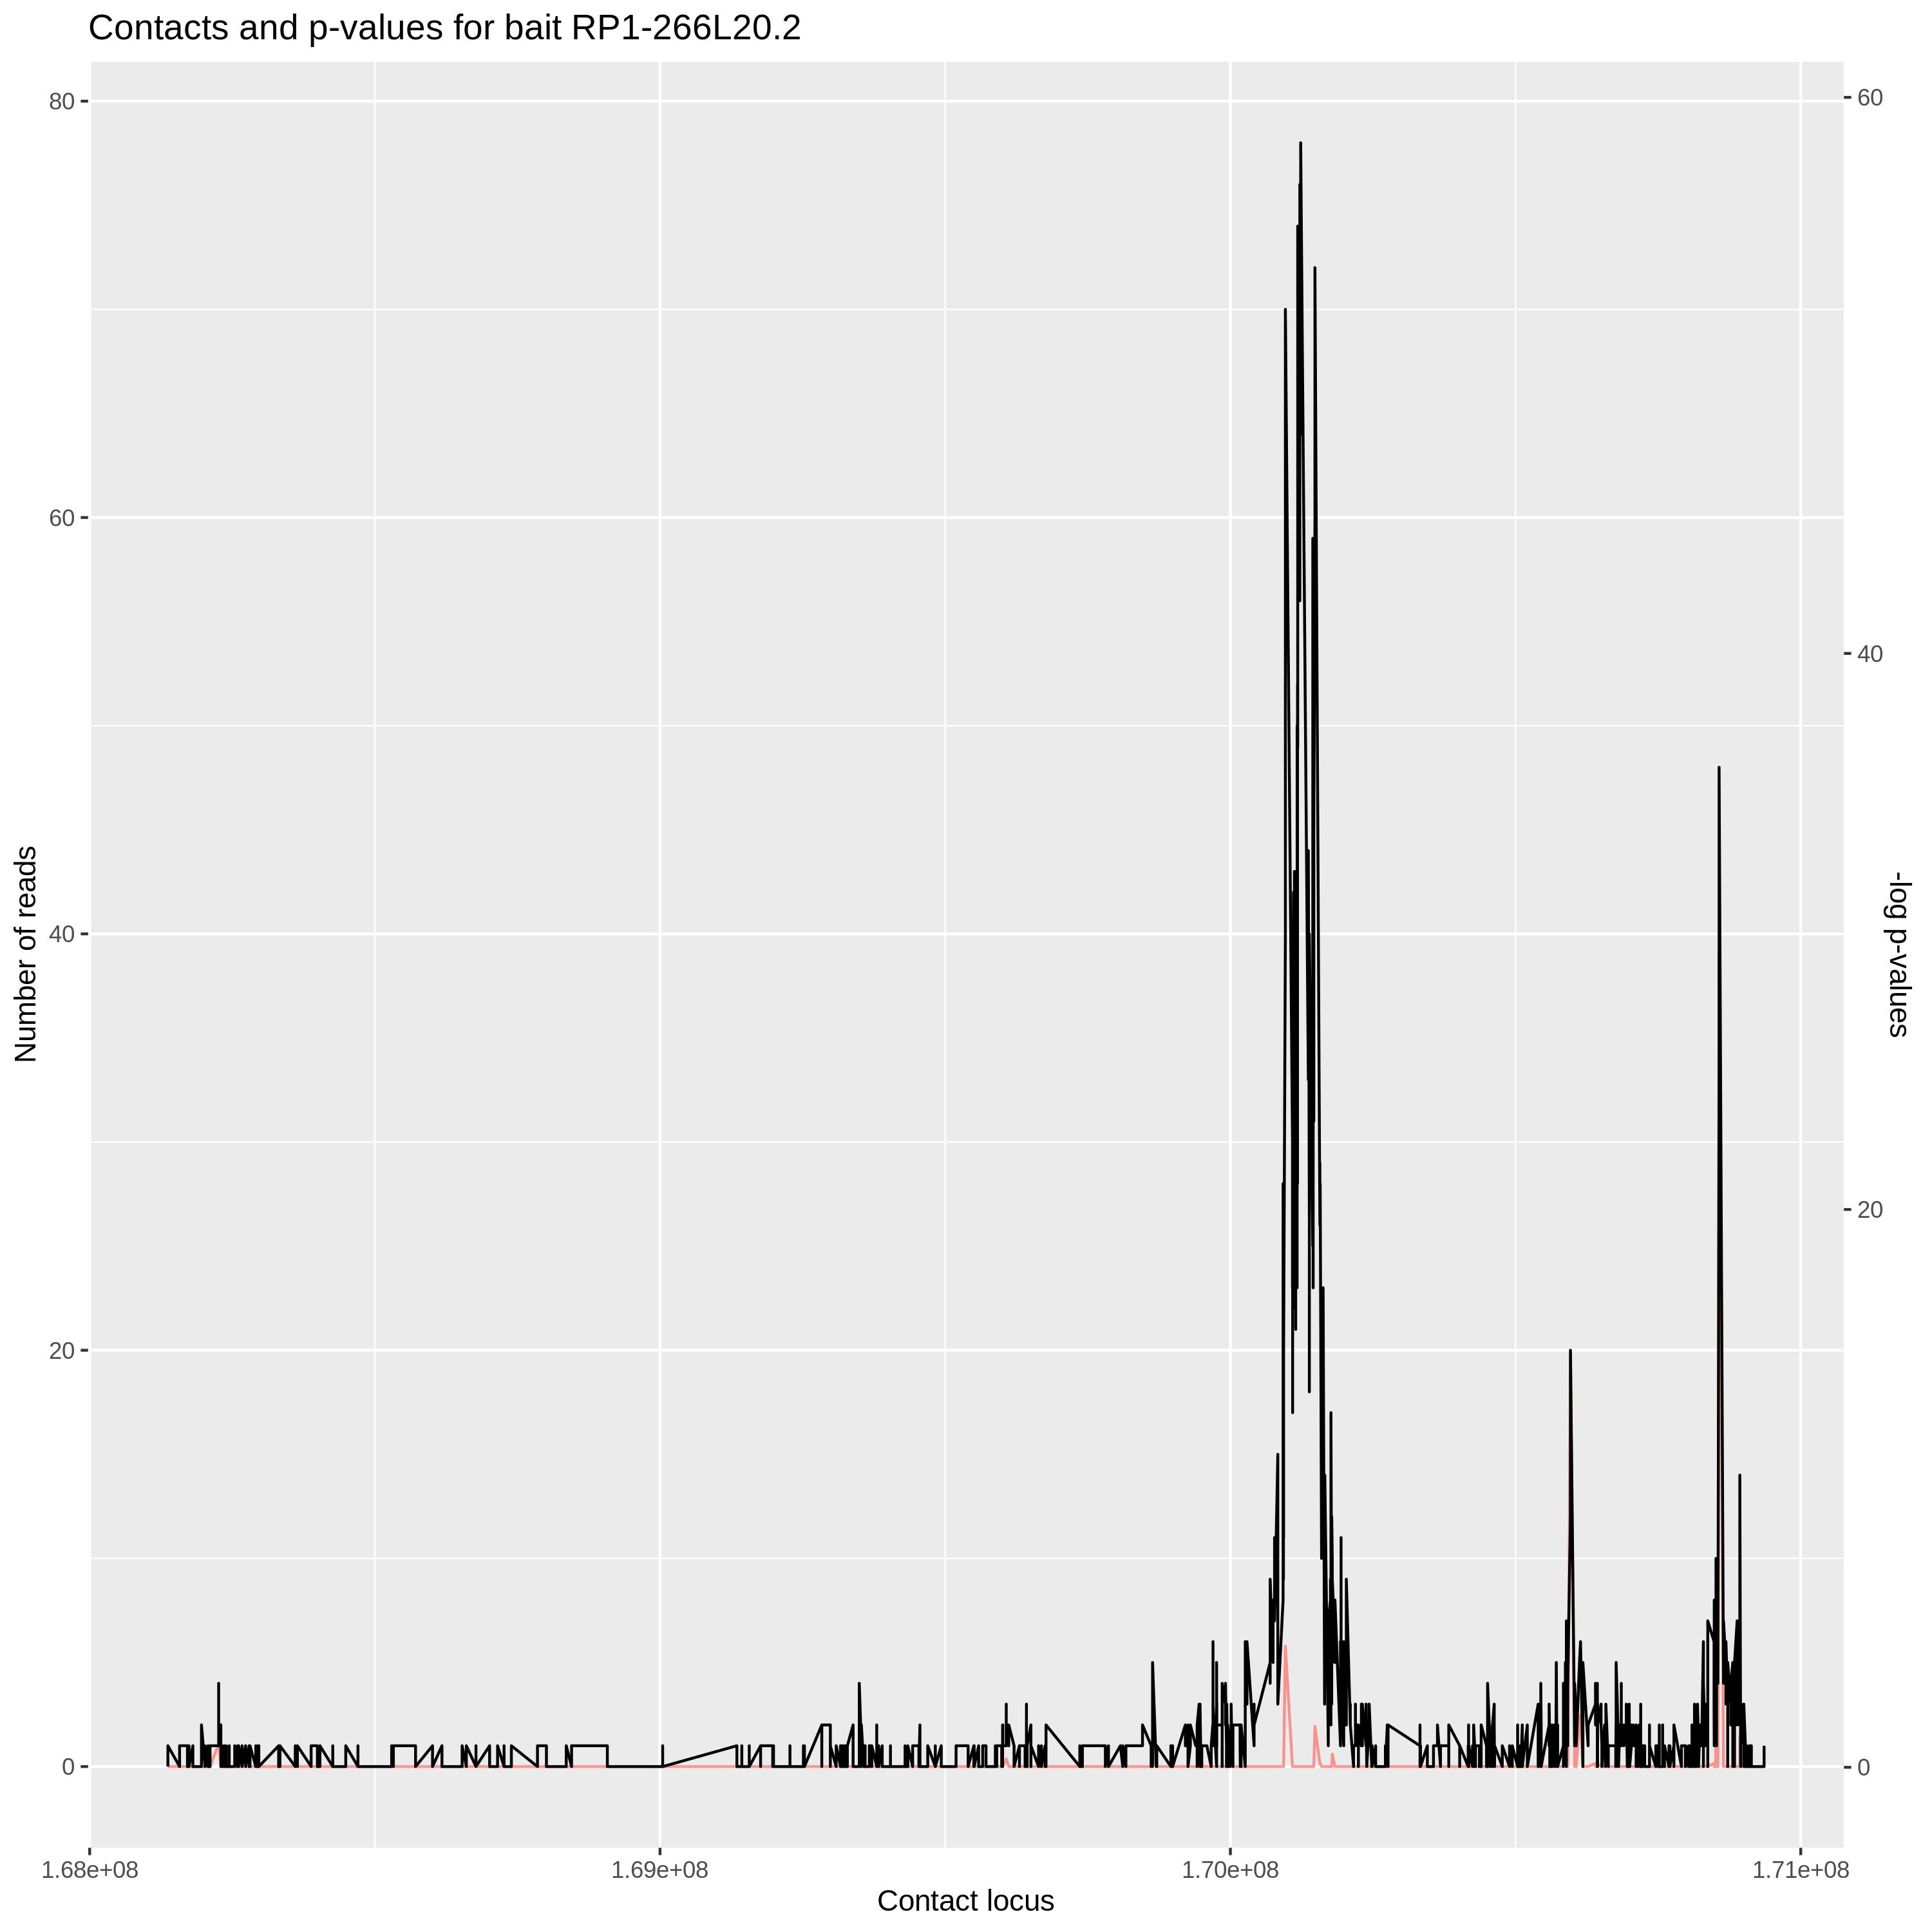 Contacts and p-values for bait RP1-266L20.2
80
60
40
20
0
Number of reads
60
40
20
0
-log p-values
1.68e+08
1.69e+08
1.70e+08
1.71e+08
Contact locus